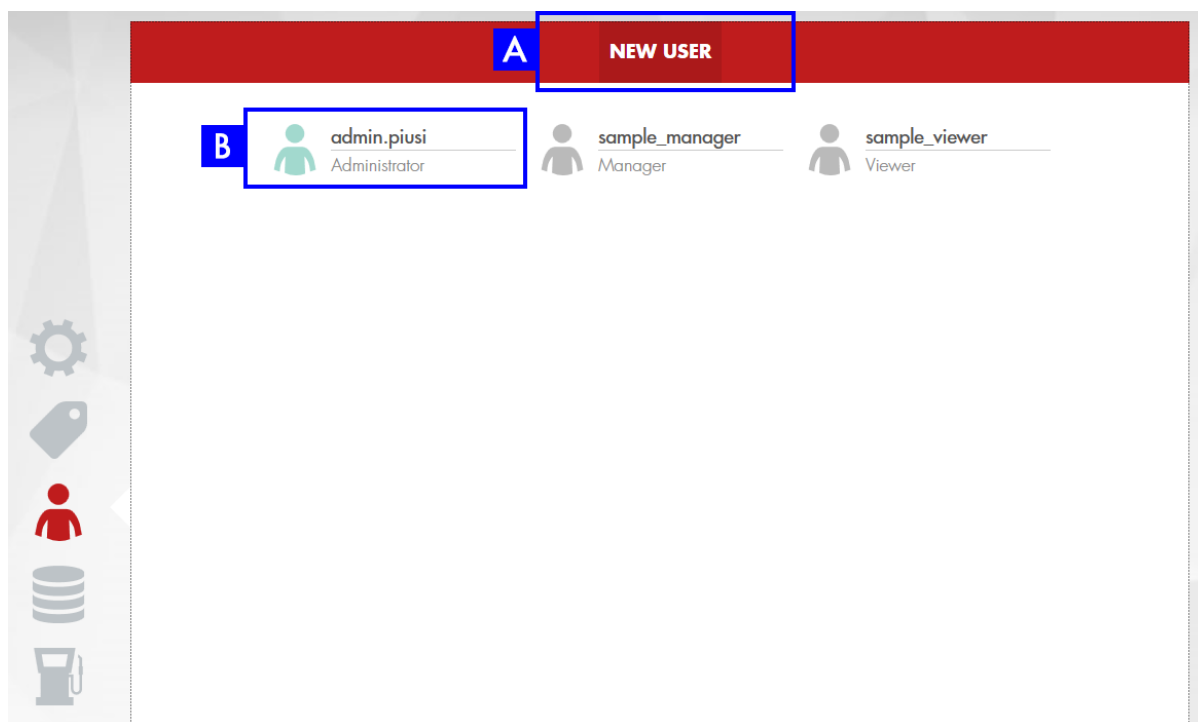 A
NEW USER
B
admin.piusi
Administrator
sample_manager
Manager
sample_viewer
Viewer